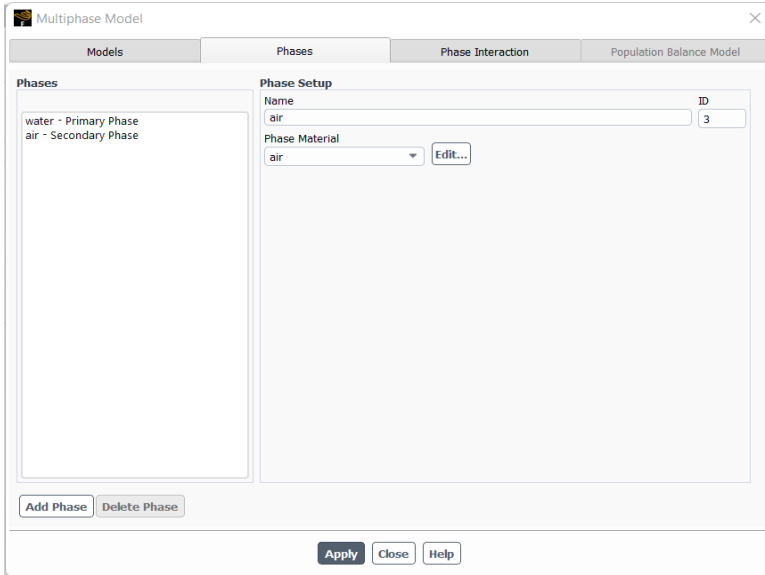 Multiphase Model
Models
Phases
Phase Interaction
Population Balance Model
Phases
water - Primary Phase
air - Secondary Phase
Phase Setup
Name
ID
air
3
Phase Material
air
Edit...
Add Phase
Delete Phase
Apply
Close
Help